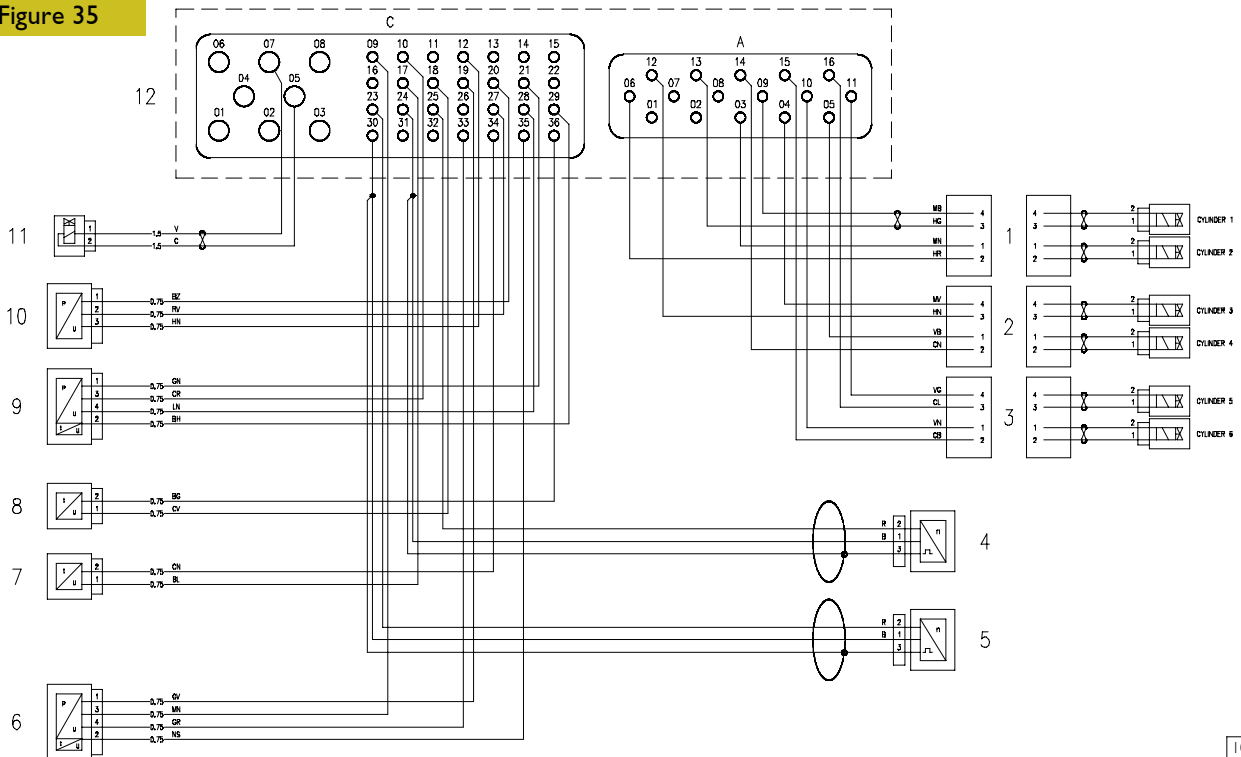 Figure 35
C
A
06 07 08
04 05
01 02 03
09 10 11 12 13 14 15
16 17 18 19 20 21 22
23 24 25 26 27 28 29
30 31 32 33 34 35 36
12 13 14 15 16
06 07 08 09 10 11
01 02 03 04 05
12
11
1 1,5 V
2 1,5 C
10
1 0,75 BZ
2 0,75 RV
3 0,75 HN
P
U
9
1 0,75 GN
3 0,75 CR
4 0,75 LN
2 0,75 BH
P
U
t U
8
2 0,75 BG
1 0,75 CV
t
U
7
2 0,75 CN
1 0,75 BL
t
U
6
1 0,75 GV
3 0,75 MN
4 0,75 GR
2 0,75 NS
P
U
t U
MB 4
HG 3
MN 1
HR 2
1
4 2 CYLINDER 1
3 1
1 2 CYLINDER 2
2 1
MV 4
HN 3
VB 1
CN 2
2
4 2 CYLINDER 3
3 1
1 2 CYLINDER 4
2 1
VG 4
CL 3
VN 1
CB 2
3
4 2 CYLINDER 5
3 1
1 2 CYLINDER 6
2 1
R 2
B 1
3
n
4
R 2
B 1
3
n
5